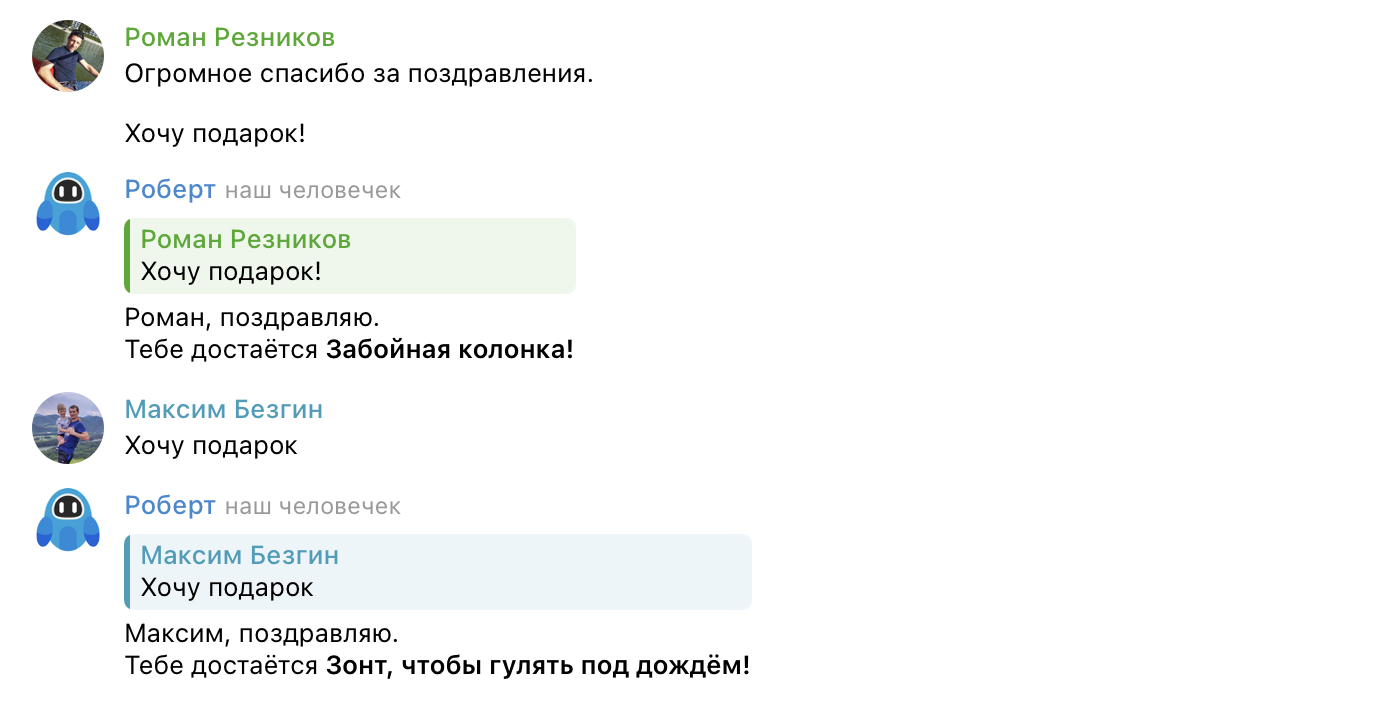 Роман Резников
Огромное спасибо за поздравления.
Хочу подарок!
Роберт наш человечек
Роман Резников
Хочу подарок!
Роман, поздравляю.
Тебе достаётся Забойная колонка!
Максим Безгин
Хочу подарок
Роберт наш человечек
Максим Безгин
Хочу подарок
Максим, поздравляю.
Тебе достаётся Зонт, чтобы гулять под дождём!